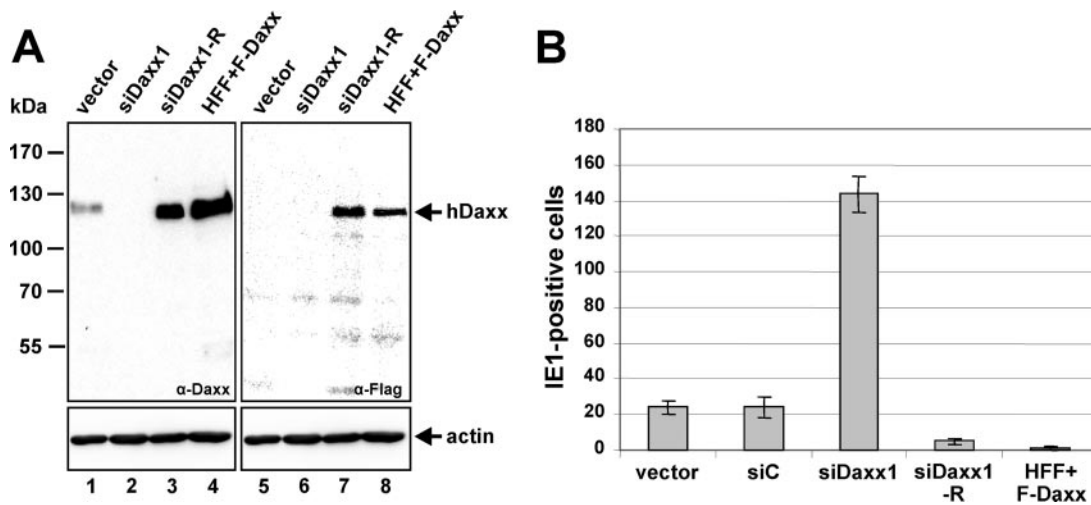 A
vector
siDaxx1
siDaxx1-R
HFF+F-Daxx
vector
siDaxx1
siDaxx1-R
HFF+F-Daxx
kDa
170
130
100
70
55
hDaxx
α-Daxx
α-Flag
actin
1 2 3 4 5 6 7 8
B
IE1-positive cells
180
160
140
120
100
80
60
40
20
0
vector siC siDaxx1 siDaxx1 HFF+
-R F-Daxx